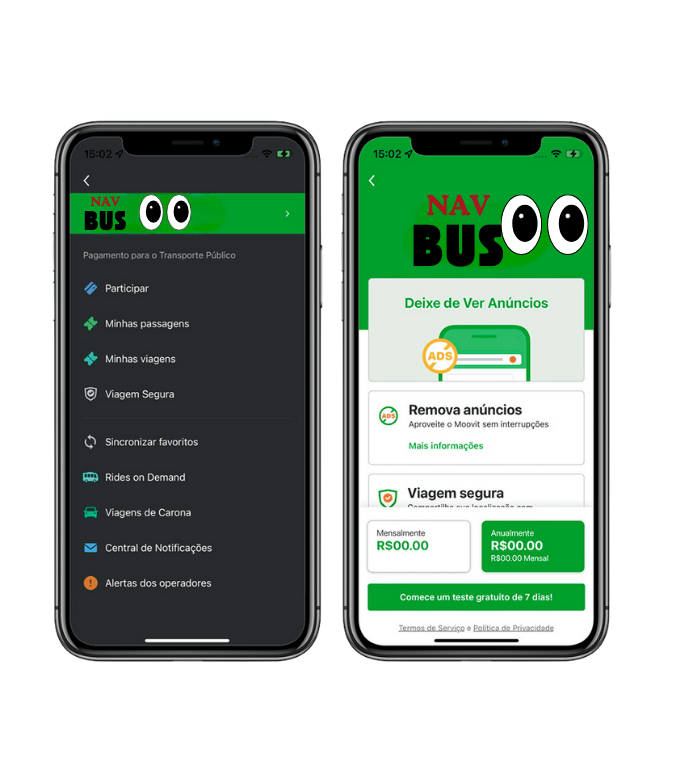 15:02
NAV
BUS
Pagamento para o Transporte Público
Participar
Minhas passagens
Minhas viagens
Viagem Segura
Sincronizar favoritos
Rides on Demand
Viagens de Carona
Central de Notificações
Alertas dos operadores
15:02
NAV
BUS
Deixe de Ver Anúncios
ADS
ADS
Remova anúncios
Aproveite o Moovit sem interrupções
Mais informações
Viagem segura
Mensalmente
R$00.00
Anualmente
R$00.00
R$00.00 Mensal
Comece um teste gratuito de 7 dias!
Termos de Serviço e Política de Privacidade